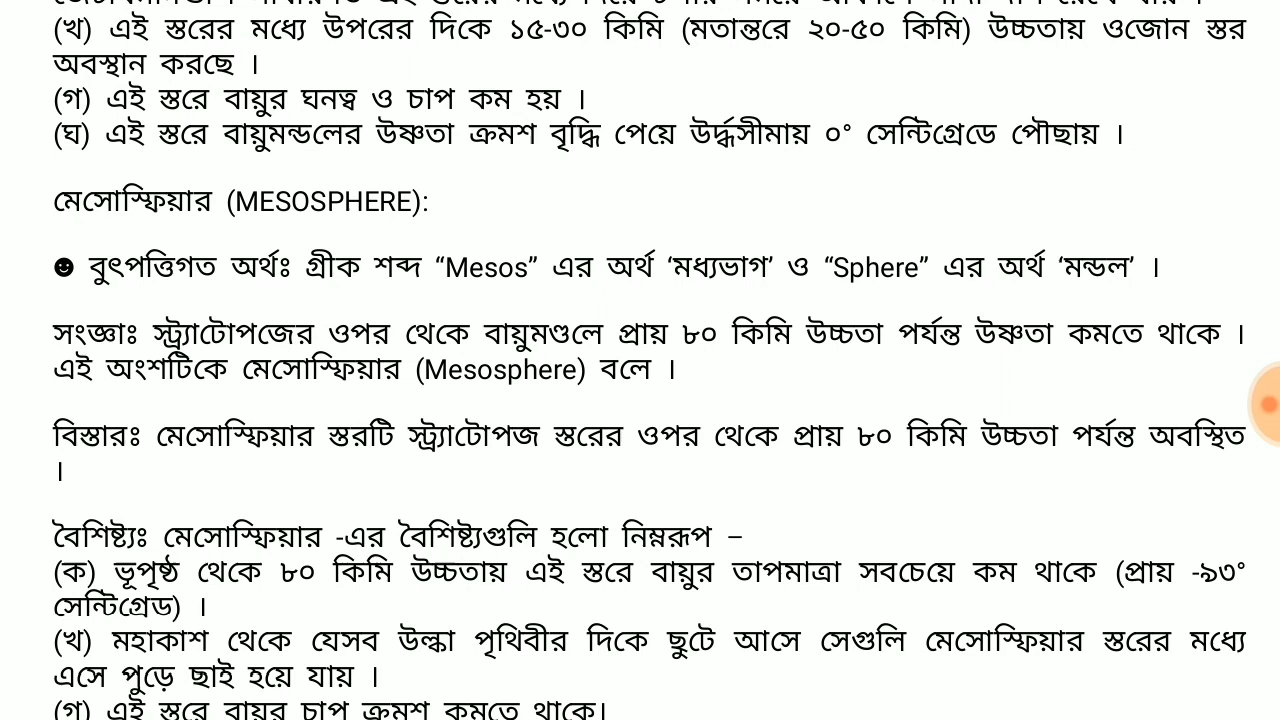 (খ) এই স্তরের মধ্যে উপরের দিকে ১৫-৩০ কিমি (মতান্তরে ২০-৫০ কিমি) উচ্চতায় ওজোন স্তর
অবস্থান করছে ।
(গ) এই স্তরে বায়ুর ঘনত্ব ও চাপ কম হয় ।
(ঘ) এই স্তরে বায়ুমন্ডলের উষ্ণতা ক্রমশ বৃদ্ধি পেয়ে উর্দ্ধসীমায় ০° সেন্টিগ্রেডে পৌছায় ।
মেসোস্ফিয়ার (MESOSPHERE):
☻ বুৎপত্তিগত অর্থঃ গ্রীক শব্দ “Mesos” এর অর্থ ‘মধ্যভাগ’ ও “Sphere” এর অর্থ ‘মন্ডল’ ।
সংজ্ঞাঃ স্ট্র্যাটোপজের ওপর থেকে বায়ুমণ্ডলে প্রায় ৮০ কিমি উচ্চতা পর্যন্ত উষ্ণতা কমতে থাকে ।
এই অংশটিকে মেসোস্ফিয়ার (Mesosphere) বলে ।
বিস্তারঃ মেসোস্ফিয়ার স্তরটি স্ট্র্যাটোপজ স্তরের ওপর থেকে প্রায় ৮০ কিমি উচ্চতা পর্যন্ত অবস্থিত
।
বৈশিষ্ট্যঃ মেসোস্ফিয়ার -এর বৈশিষ্ট্যগুলি হলো নিম্নরূপ –
(ক) ভূপৃষ্ঠ থেকে ৮০ কিমি উচ্চতায় এই স্তরে বায়ুর তাপমাত্রা সবচেয়ে কম থাকে (প্রায় -৯৩°
সেন্টিগ্রেড) ।
(খ) মহাকাশ থেকে যেসব উল্কা পৃথিবীর দিকে ছুটে আসে সেগুলি মেসোস্ফিয়ার স্তরের মধ্যে
এসে পুড়ে ছাই হয়ে যায় ।
(গ) এই স্তরে বায়ুর চাপ ক্রমশ কমতে থাকে।